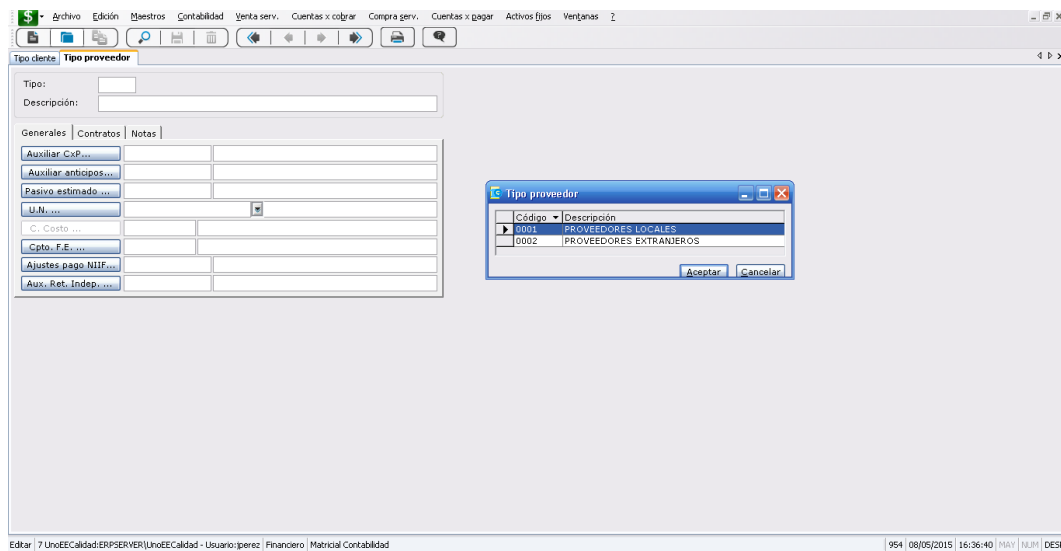 Archivo Edición Maestros Contabilidad Venta serv. Cuentas x cobrar Compra serv. Cuentas x pagar Activos fijos Ventanas ?
Tipo cliente Tipo proveedor
Tipo:
Descripción:
Generales Contratos Notas
Auxiliar CxP...
Auxiliar anticipos...
Pasivo estimado ...
U.N. ...
C. Costo ...
Cpto. F.E. ...
Ajustes pago NIIF...
Aux. Ret. Indep. ...
Tipo proveedor
Código Descripción
0001 PROVEEDORES LOCALES
0002 PROVEEDORES EXTRANJEROS
Aceptar Cancelar
Editar 7 UnoEECalidad:ERPSERVER\UnoEECalidad - Usuario:jperez Financiero Matricial Contabilidad 954 08/05/2015 16:36:40 MAY NUM DES